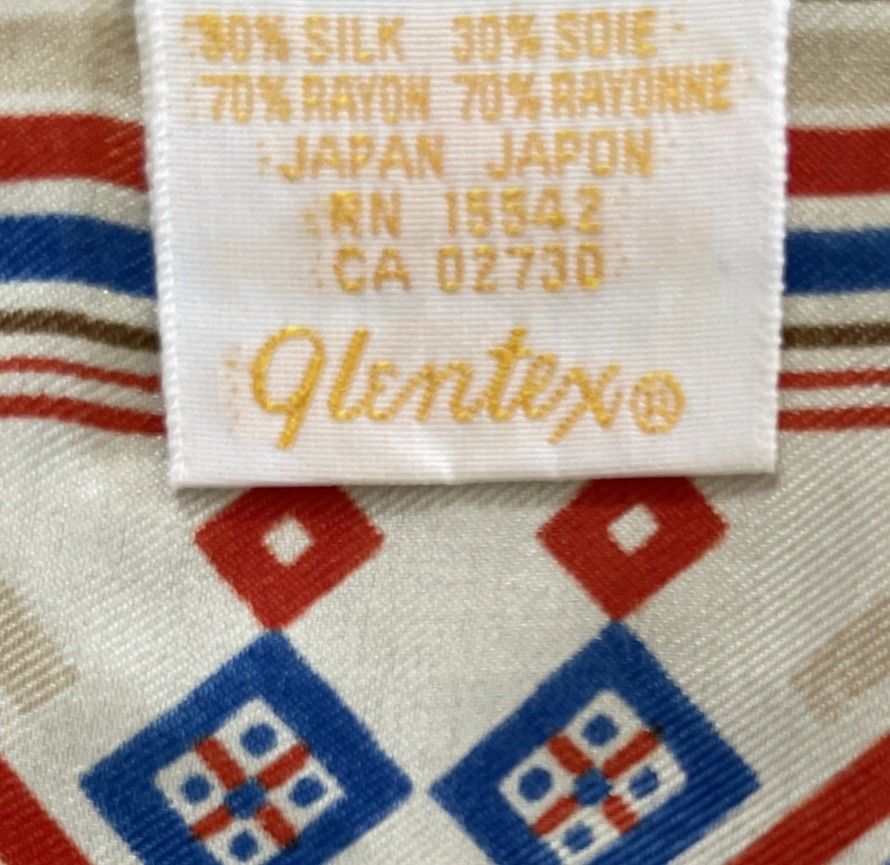 30% SILK 30% SOIE
70% RAYON 70% RAYONNE
JAPAN JAPON
RN 15542
CA 02730
glentex®